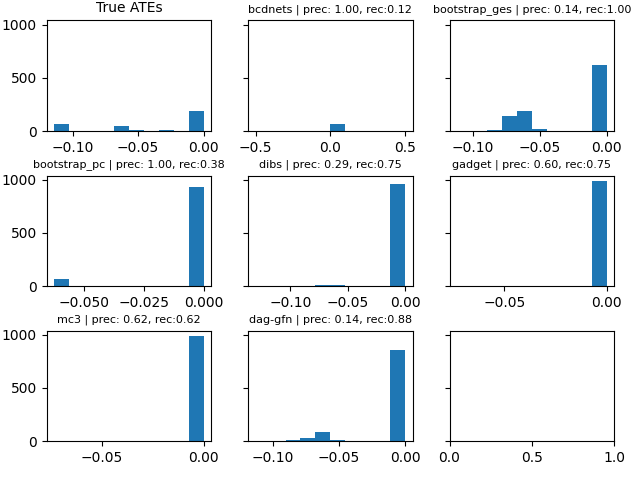 True ATEs
bcdnets | prec: 1.00, rec:0.12
bootstrap_ges | prec: 0.14, rec:1.00
1000
500
0
−0.10 −0.05 0.00
−0.5 0.0 0.5
−0.10 −0.05 0.00
bootstrap_pc | prec: 1.00, rec:0.38
dibs | prec: 0.29, rec:0.75
gadget | prec: 0.60, rec:0.75
1000
500
0
−0.050 −0.025 0.000
−0.10 −0.05 0.00
−0.05 0.00
mc3 | prec: 0.62, rec:0.62
dag-gfn | prec: 0.14, rec:0.88
1000
500
0
−0.05 0.00
−0.10 −0.05 0.00
0.0 0.5 1.0